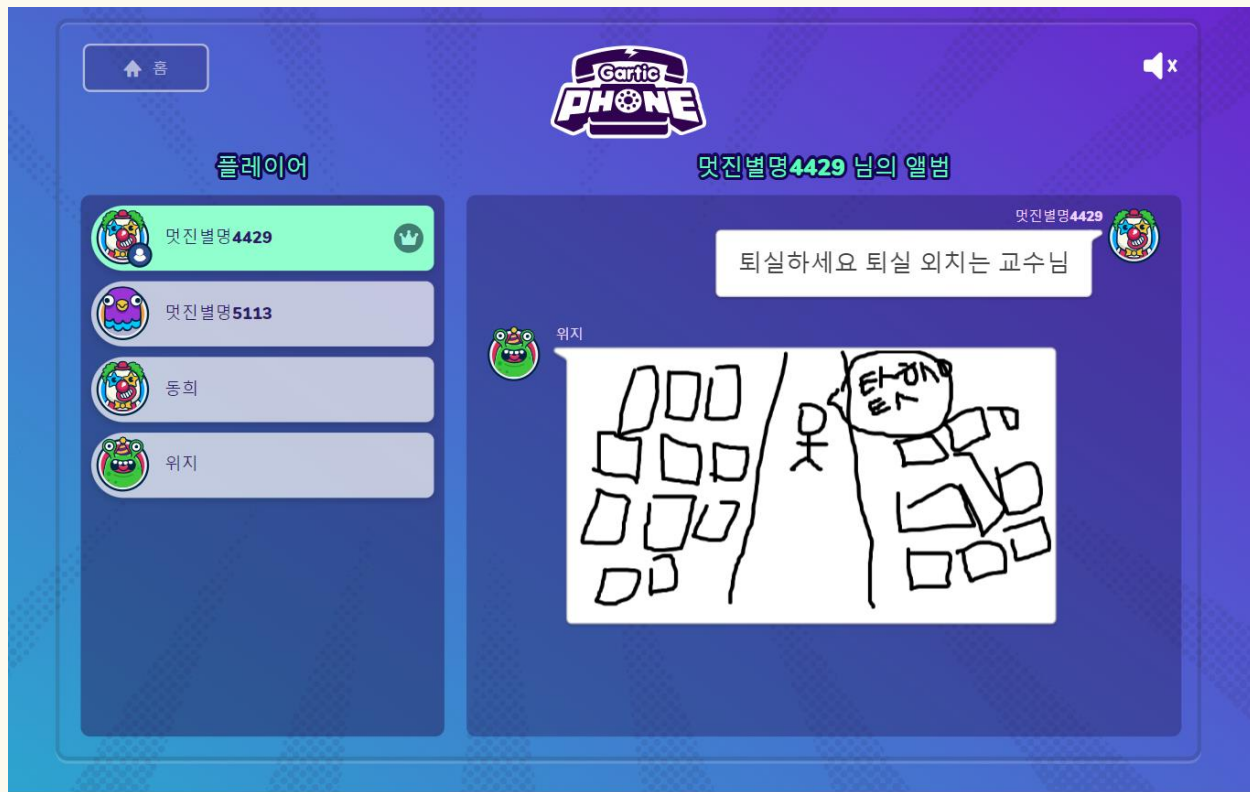 홈
Gartic
PHONE
x
플레이어
멋진별명4429 님의 앨범
멋진별명4429
멋진별명5113
동희
위지
멋진별명4429
퇴실하세요 퇴실 외치는 교수님
위지